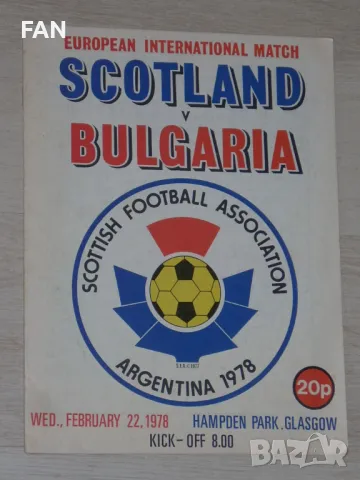 FAN
EUROPEAN INTERNATIONAL MATCH
SCOTLAND
V
BULGARIA
SCOTTISH FOOTBALL ASSOCIATION
ARGENTINA 1978
20p
WED., FEBRUARY 22, 1978
HAMPDEN PARK. GLASGOW
KICK-OFF 8.00
bazar